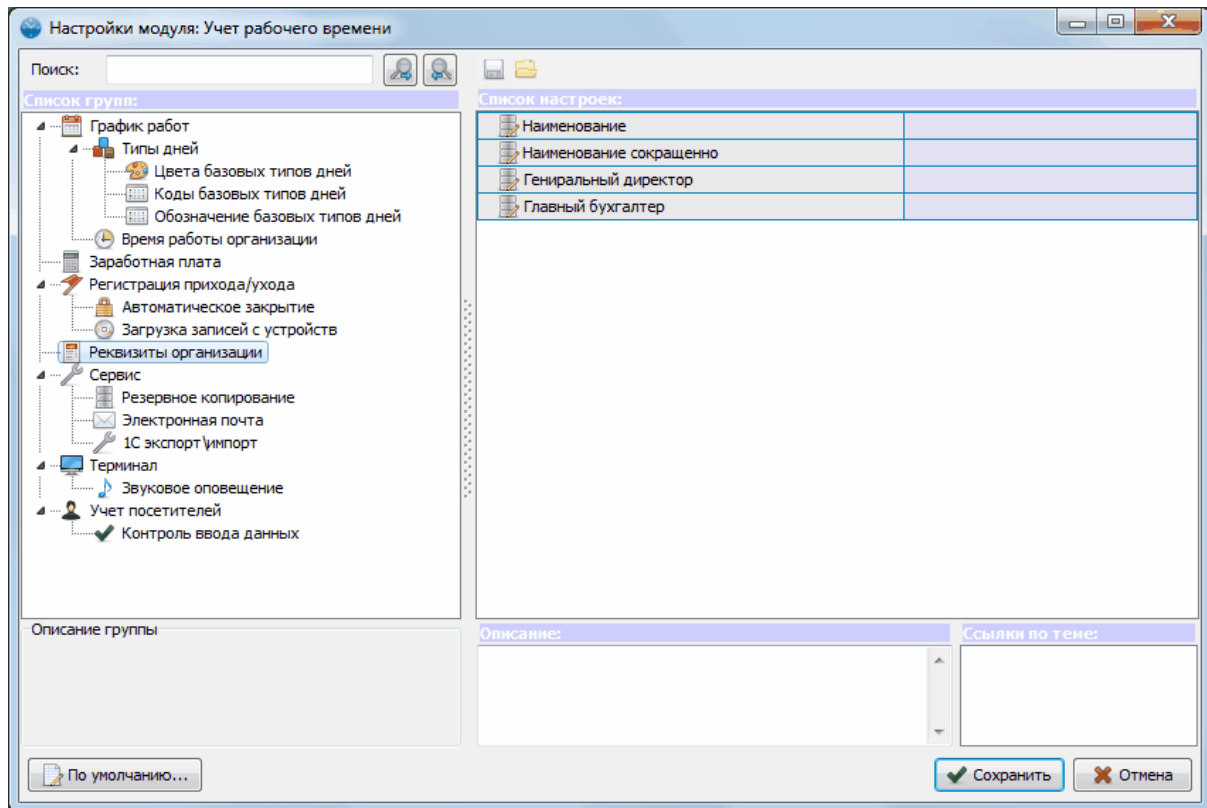 Настройки модуля: Учет рабочего времени
Поиск:
Список групп:
График работ
Типы дней
Цвета базовых типов дней
Коды базовых типов дней
Обозначение базовых типов дней
Время работы организации
Заработная плата
Регистрация прихода/ухода
Автоматическое закрытие
Загрузка записей с устройств
Реквизиты организации
Сервис
Резервное копирование
Электронная почта
1С экспорт\импорт
Терминал
Звуковое оповещение
Учет посетителей
Контроль ввода данных
Описание группы
Список настроек:
Наименование
Наименование сокращенно
Гениральный директор
Главный бухгалтер
Описание:
Ссылки по теме:
По умолчанию...
Сохранить
Отмена